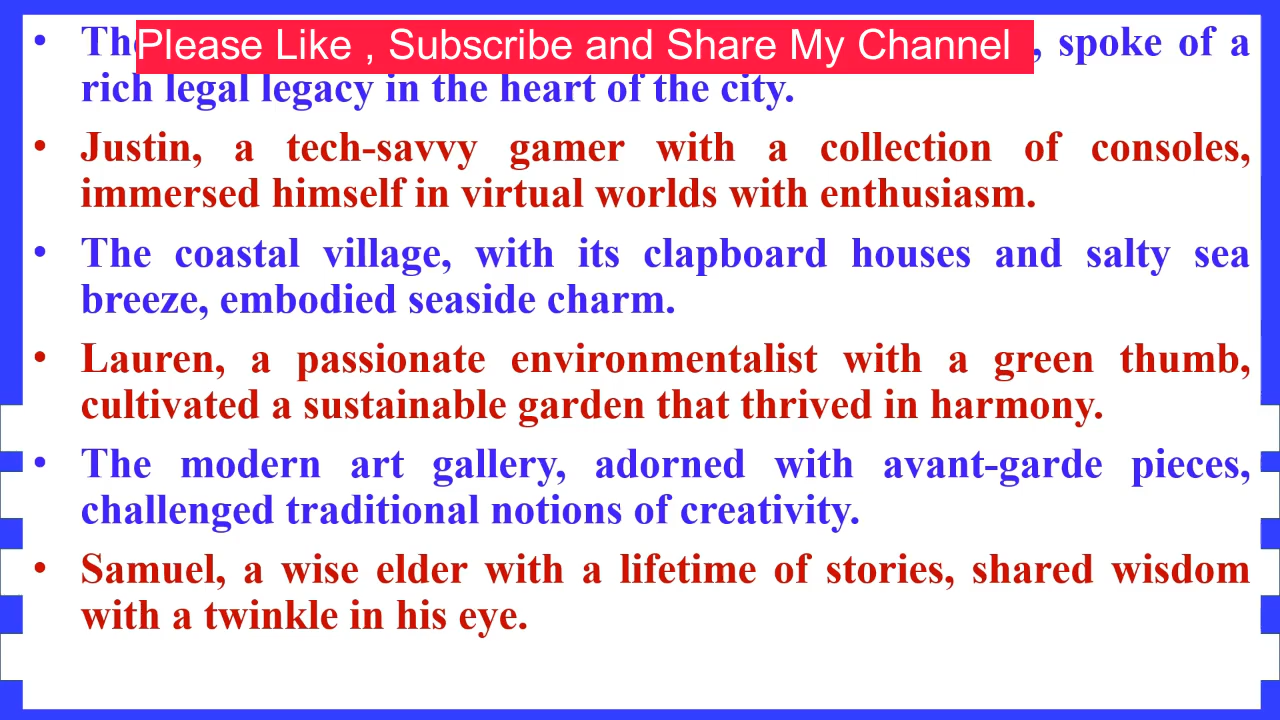 Please Like , Subscribe and Share My Channel
• , spoke of a
rich legal legacy in the heart of the city.
• Justin, a tech-savvy gamer with a collection of consoles,
immersed himself in virtual worlds with enthusiasm.
• The coastal village, with its clapboard houses and salty sea
breeze, embodied seaside charm.
• Lauren, a passionate environmentalist with a green thumb,
cultivated a sustainable garden that thrived in harmony.
• The modern art gallery, adorned with avant-garde pieces,
challenged traditional notions of creativity.
• Samuel, a wise elder with a lifetime of stories, shared wisdom
with a twinkle in his eye.